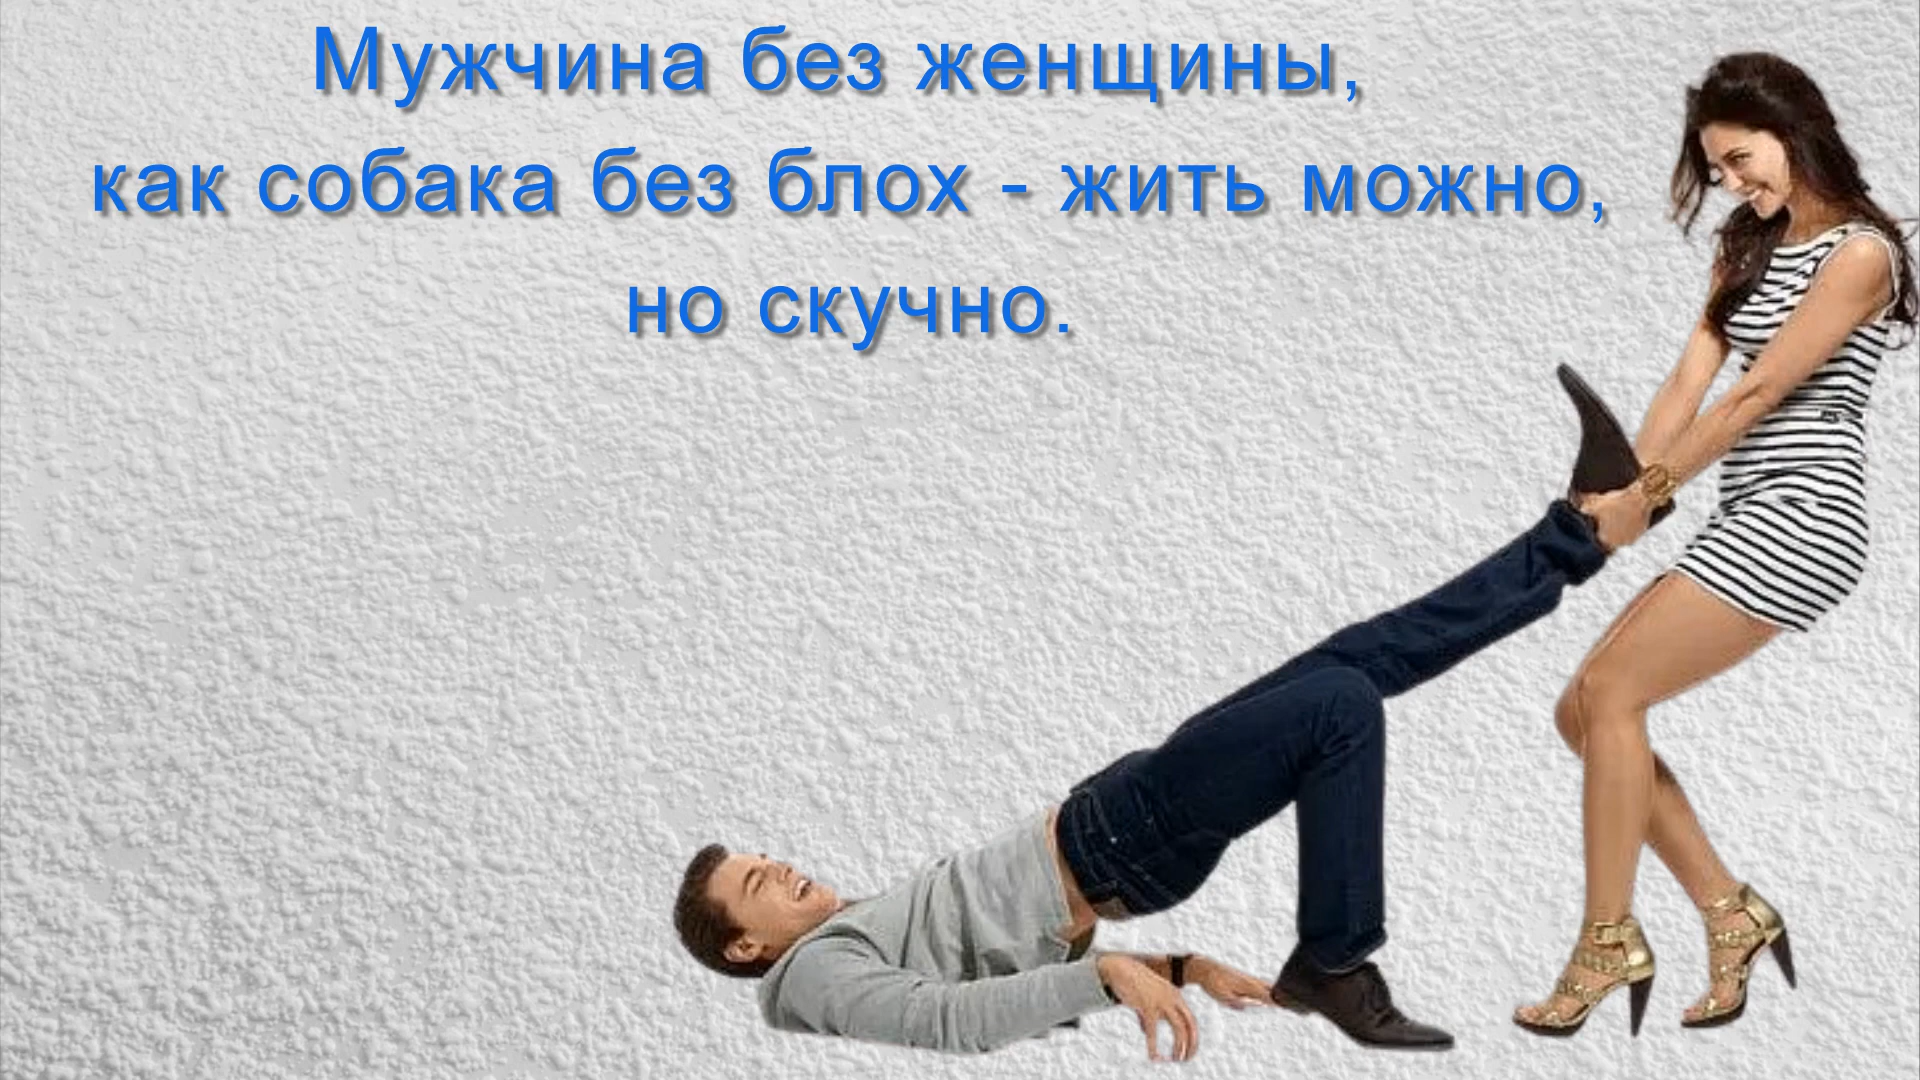 Мужчина без женщины,
как собака без блох - жить можно,
но скучно.